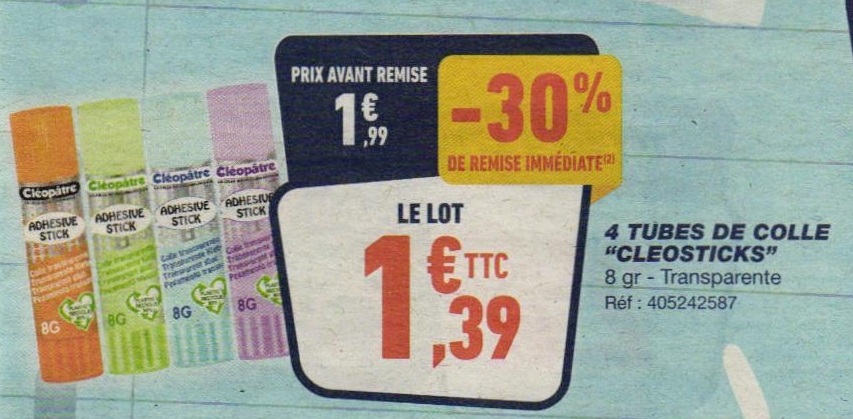 PRIX AVANT REMISE
1€,99
-30%
DE REMISE IMMÉDIATE(2)
LE LOT
1€,39 TTC
4 TUBES DE COLLE
“CLEOSTICKS”
8 gr - Transparente
Réf : 405242587
Cléopâtre
ADHESIVE
STICK
8G
Cléopâtre
ADHESIVE
STICK
8G
Cléopâtre
ADHESIVE
STICK
8G
Cléopâtre
ADHESIVE
STICK
8G